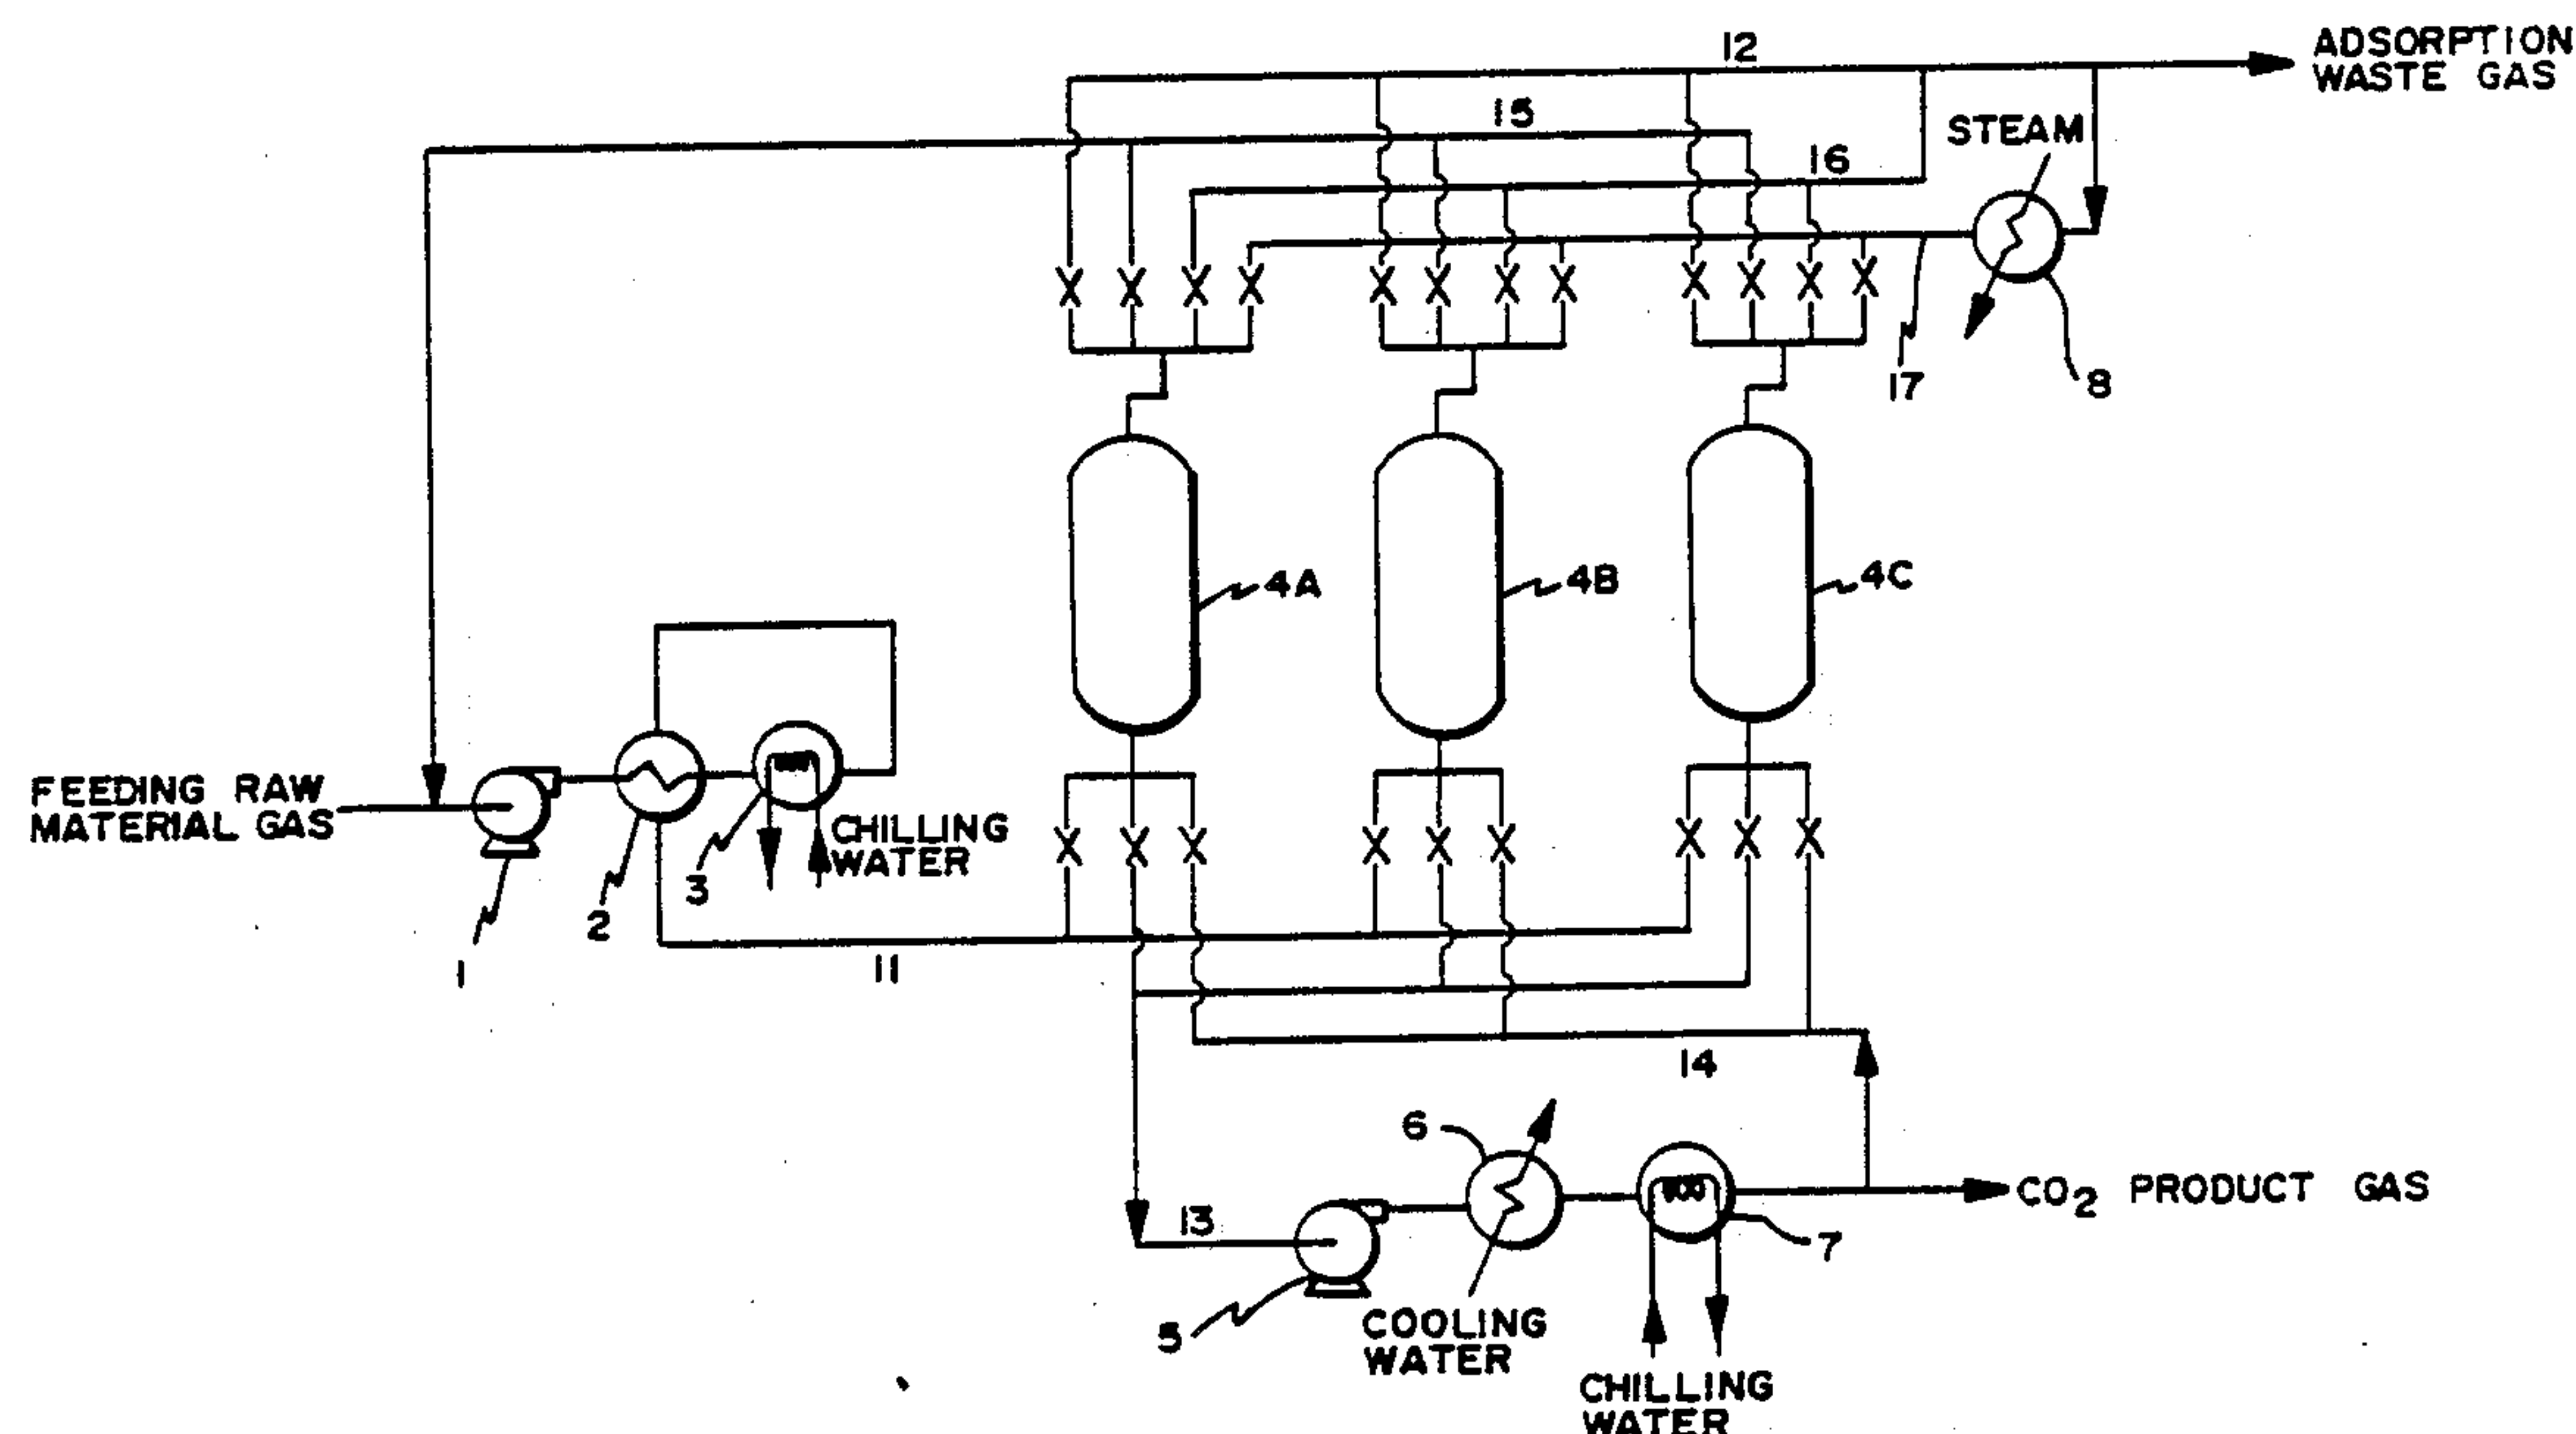 12
ADSORPTION
WASTE GAS
15
STEAM
16
17
8
4A
4B
4C
FEEDING RAW
MATERIAL GAS
CHILLING
WATER
3
2
1
11
14
6
CO2 PRODUCT GAS
13
7
5
COOLING
WATER
CHILLING
WATER